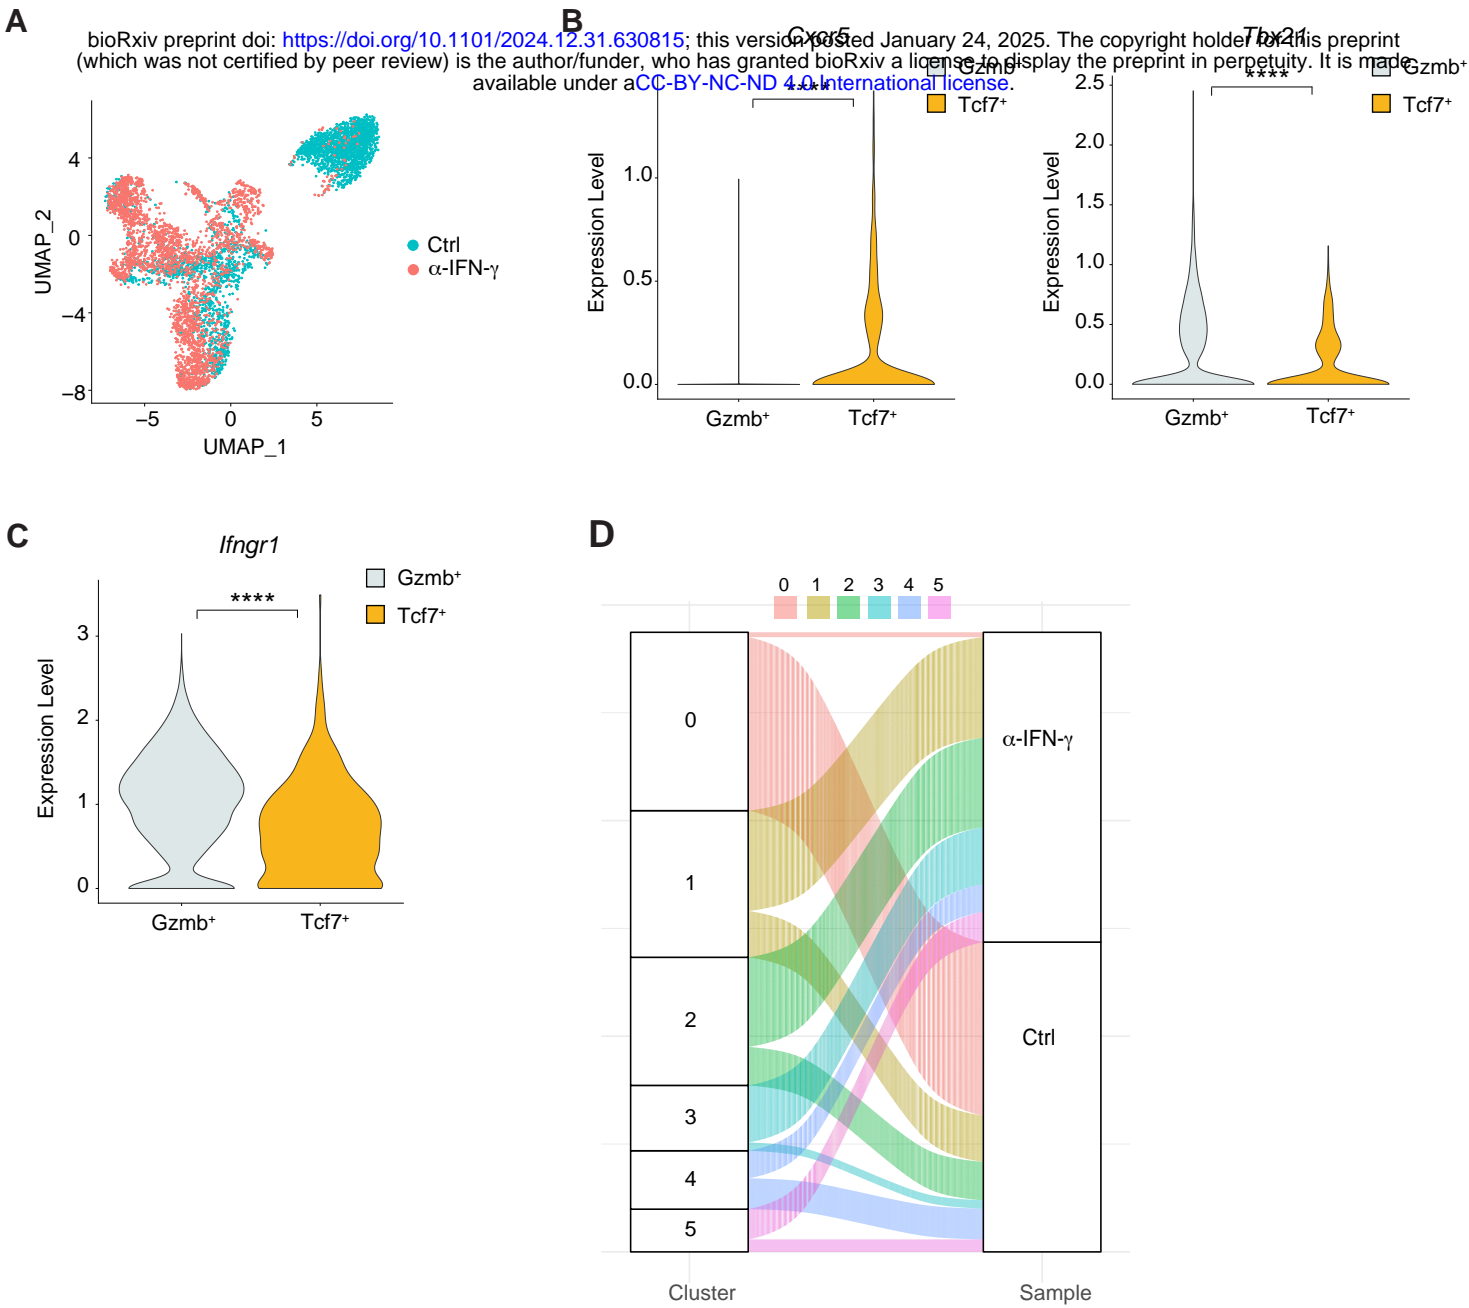 A
B
bioRxiv preprint doi: https://doi.org/10.1101/2024.12.31.630815; this version posted January 24, 2025. The copyright holder for this preprint
(which was not certified by peer review) is the author/funder, who has granted bioRxiv a license to display the preprint in perpetuity. It is made
available under aCC-BY-NC-ND 4.0 International license.
Cxcr5
Tbx21
4
0
−4
−8
UMAP_2
−5
0
5
UMAP_1
Ctrl
α-IFN-γ
Expression Level
1.0
0.5
0.0
****
Gzmb+
Tcf7+
Gzmb⁺
Tcf7⁺
Expression Level
2.5
2.0
1.5
1.0
0.5
0.0
****
Gzmb⁺
Tcf7⁺
Gzmb⁺
Tcf7⁺
C
Ifngr1
Expression Level
3
2
1
0
****
Gzmb⁺
Tcf7⁺
Gzmb⁺
Tcf7⁺
D
0 1 2 3 4 5
0
1
2
3
4
5
α-IFN-γ
Ctrl
Cluster
Sample